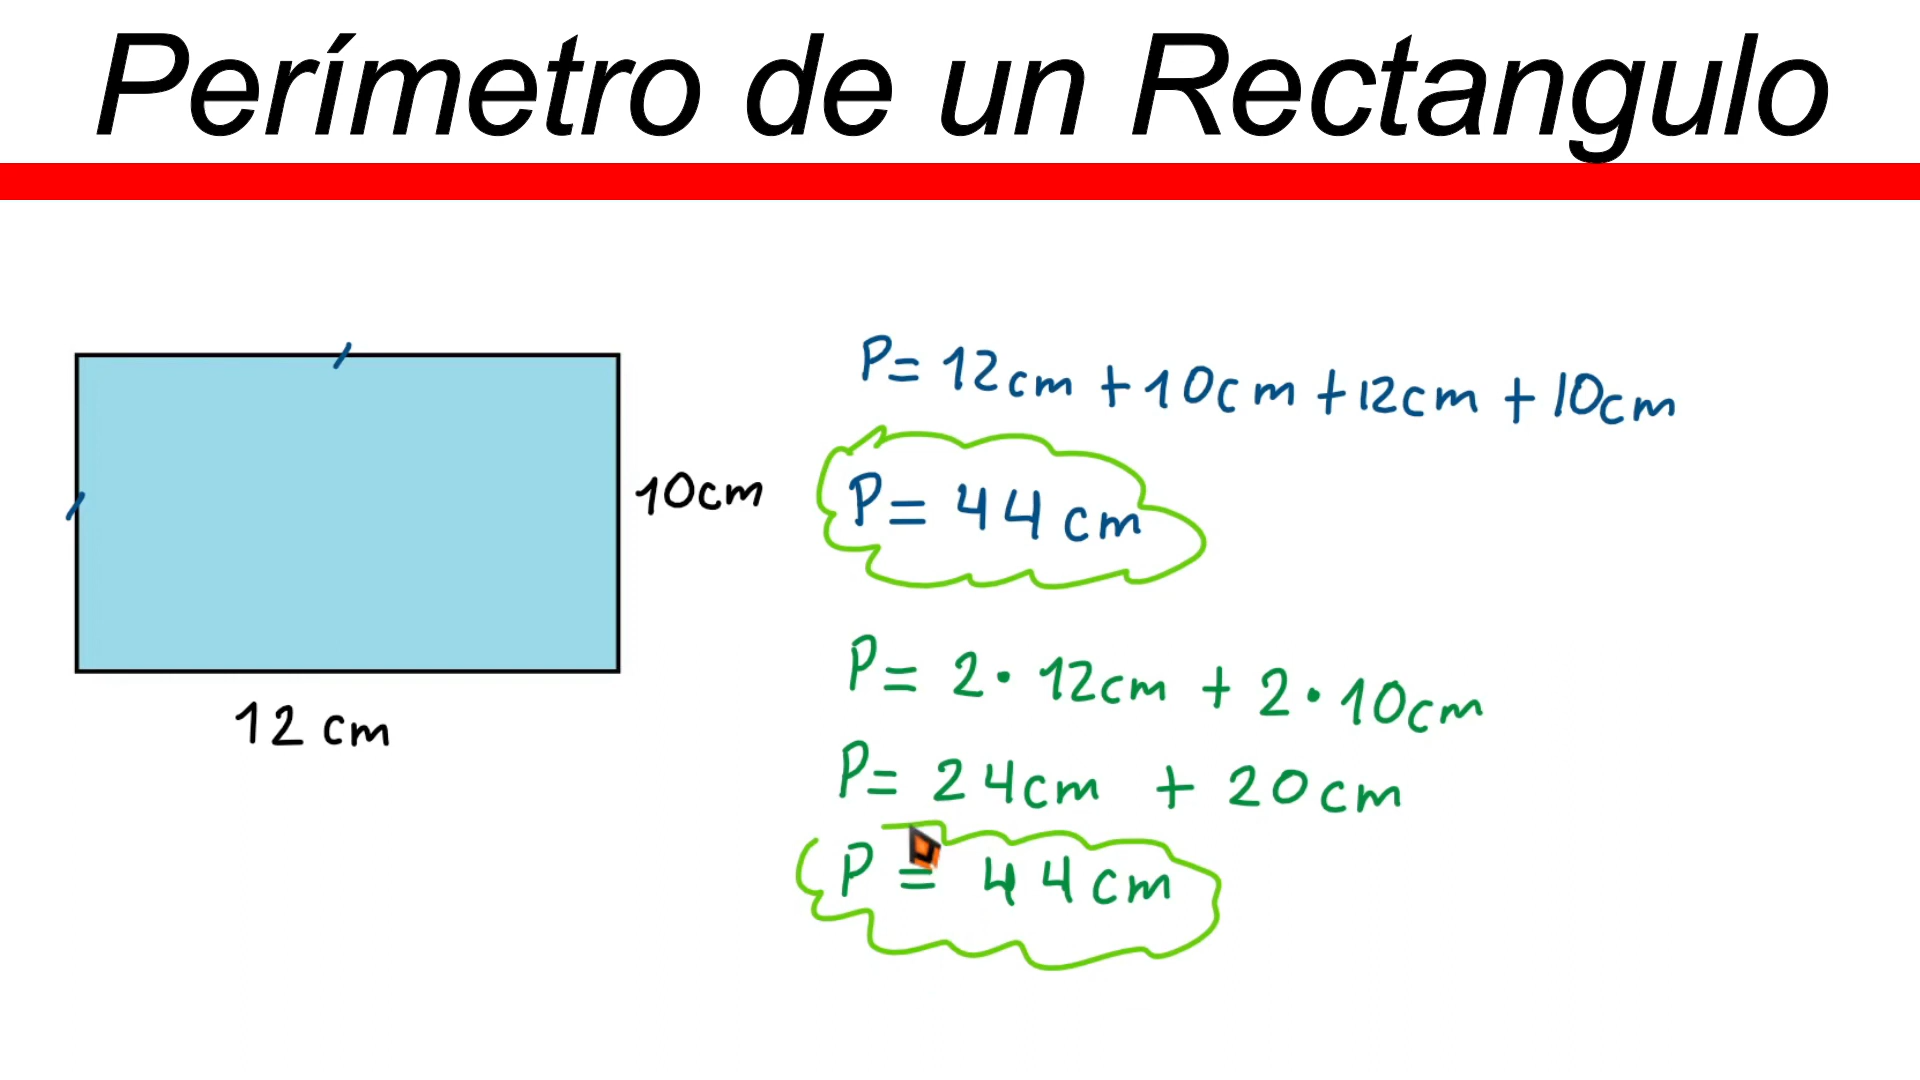 Perímetro de un Rectangulo
P= 12cm +10cm +12cm + 10cm
10cm
P= 44 cm
P= 2· 12cm + 2·10cm
12 cm
P= 24cm + 20cm
P = 44cm